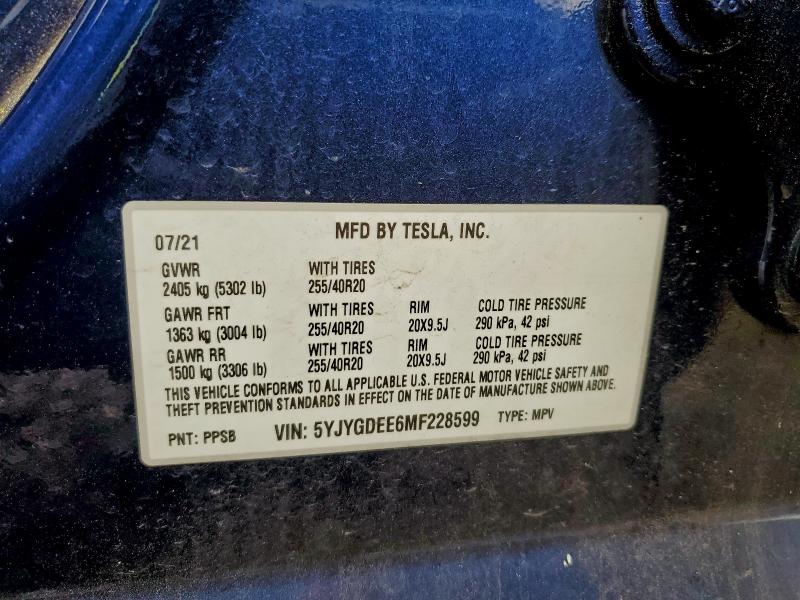 MFD BY TESLA, INC.
07/21
GVWR WITH TIRES
2405 kg (5302 lb) 255/40R20
GAWR FRT WITH TIRES RIM COLD TIRE PRESSURE
1363 kg (3004 lb) 255/40R20 20X9.5J 290 kPa, 42 psi
GAWR RR WITH TIRES RIM COLD TIRE PRESSURE
1500 kg (3306 lb) 255/40R20 20X9.5J 290 kPa, 42 psi
THIS VEHICLE CONFORMS TO ALL APPLICABLE U.S. FEDERAL MOTOR VEHICLE SAFETY AND
THEFT PREVENTION STANDARDS IN EFFECT ON THE DATE OF MANUFACTURE SHOWN ABOVE.
PNT: PPSB VIN: 5YJYGDEE6MF228599 TYPE: MPV